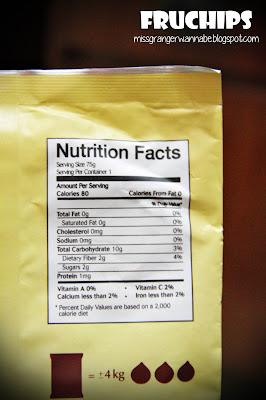 FRUCHIPS
missgrangerwannabe.blogspot.com
Nutrition Facts
Serving Size 75g
Serving Per Container 1
Amount Per Serving
Calories 80 Calories From Fat 0
% Daily Value*
Total Fat 0g 0%
Saturated Fat 0g 0%
Cholesterol 0mg 0%
Sodium 0mg 0%
Total Carbohydrate 10g 3%
Dietary Fiber 2g 4%
Sugars 2g
Protein 1mg
Vitamin A 0% • Vitamin C 2%
Calcium less than 2% • Iron less than 2%
* Percent Daily Values are based on a 2,000
calorie diet
= ±4 kg